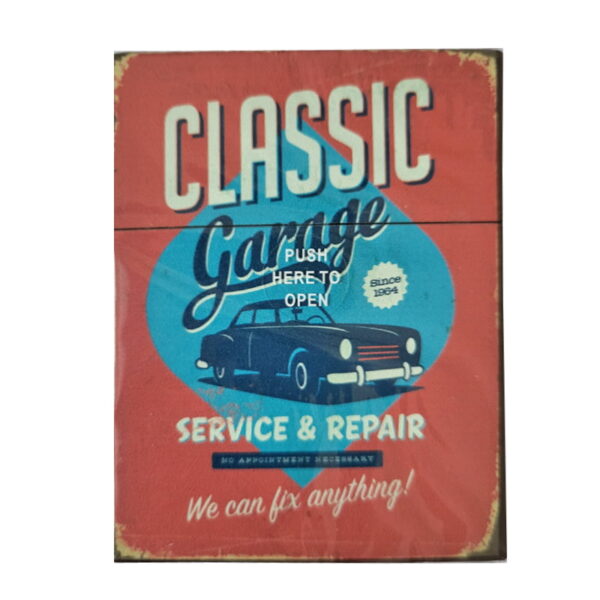 CLASSIC
Garage
PUSH
HERE TO
OPEN
Since
1964
SERVICE & REPAIR
NO APPOINTMENT NECESSARY
We can fix anything!